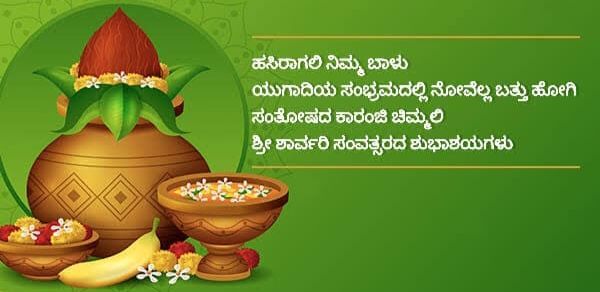 ಹಸಿರಾಗಲಿ ನಿಮ್ಮ ಬಾಳು
ಯುಗಾದಿಯ ಸಂಭ್ರಮದಲ್ಲಿ ನೋವೆಲ್ಲ ಬತ್ತು ಹೋಗಿ
ಸಂತೋಷದ ಕಾರಂಜಿ ಚಿಮ್ಮಲಿ
ಶ್ರೀ ಶಾರ್ವರಿ ಸಂವತ್ಸರದ ಶುಭಾಶಯಗಳು